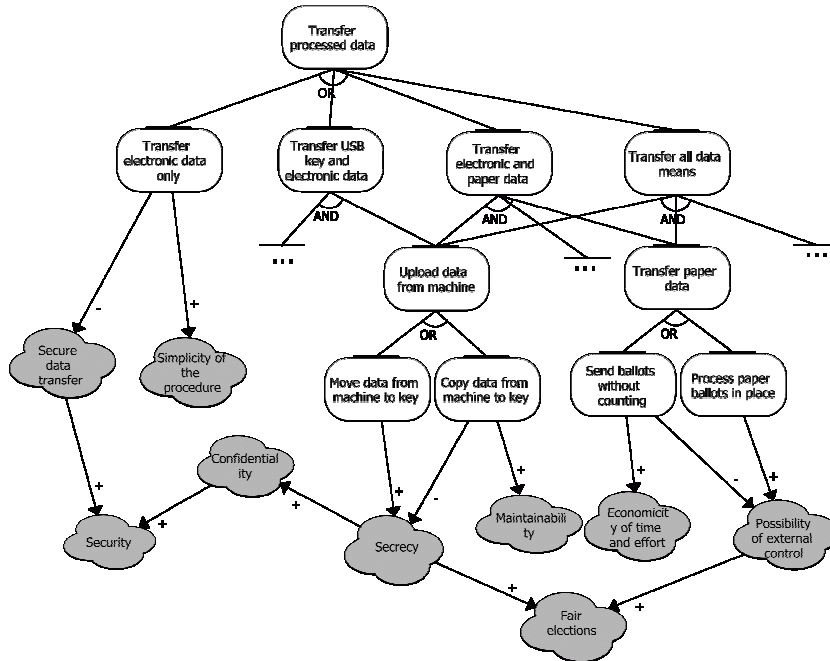 Transfer
processed data
OR
Transfer
electronic data
only
Transfer USB
key and
electronic data
Transfer
electronic and
paper data
Transfer all data
means
AND
AND
AND
...
...
...
Upload data
from machine
Transfer paper
data
-
+
OR
OR
Secure
data
transfer
Simplicity of
the
procedure
Move data from
machine to key
Copy data from
machine to key
Send ballots
without
counting
Process paper
ballots in place
Confidential
ity
+
+
+
-
+
+
-
+
+
Security
Secrecy
Maintainabili
ty
Economicit
y of time
and effort
Possibility
of external
control
+
+
Fair
elections